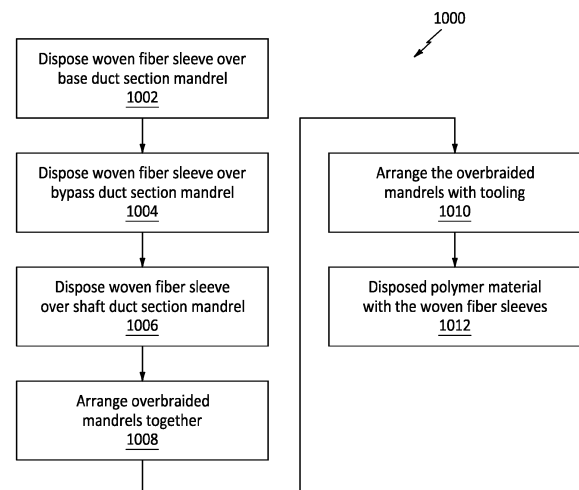 1000
Dispose woven fiber sleeve over
base duct section mandrel
1002
Dispose woven fiber sleeve over
bypass duct section mandrel
1004
Dispose woven fiber sleeve
over shaft duct section mandrel
1006
Arrange overbraided
mandrels together
1008
Arrange the overbraided
mandrels with tooling
1010
Disposed polymer material
with the woven fiber sleeves
1012